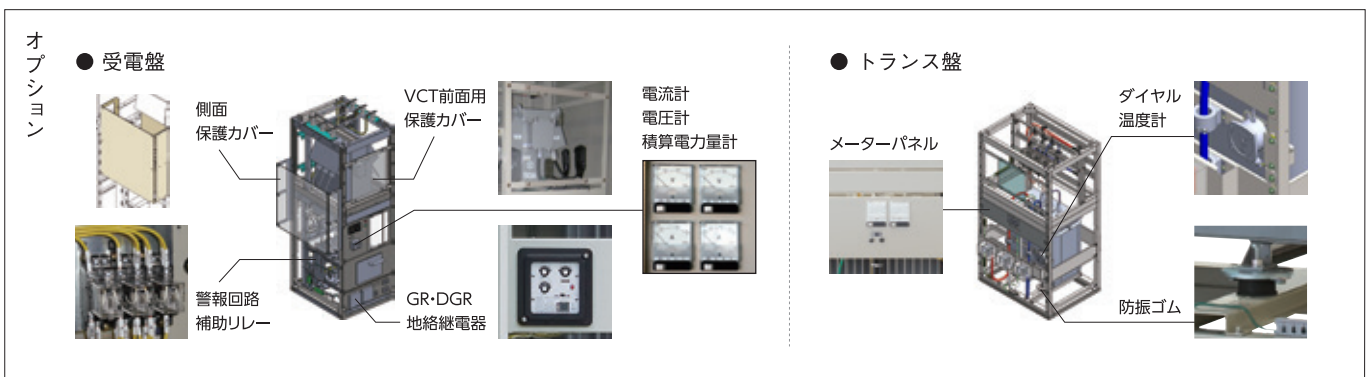 オプション
● 受電盤
側面
保護カバー
VCT前面用
保護カバー
電流計
電圧計
積算電力量計
警報回路
補助リレー
GR・DGR
地絡継電器
● トランス盤
メーターパネル
ダイヤル
温度計
防振ゴム